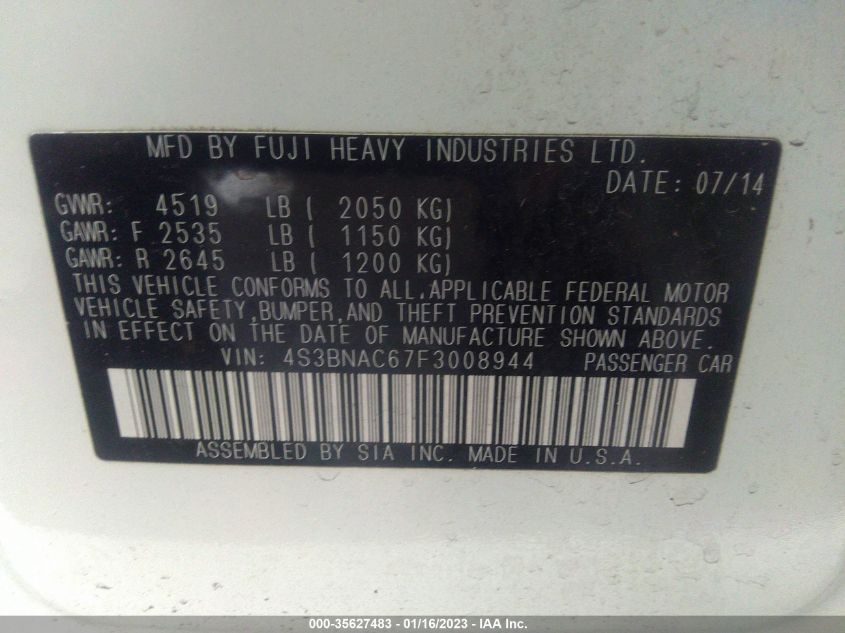 MFD BY FUJI HEAVY INDUSTRIES LTD.
DATE: 07/14
GVWR: 4519 LB ( 2050 KG)
GAWR: F 2535 LB ( 1150 KG)
GAWR: R 2645 LB ( 1200 KG)
THIS VEHICLE CONFORMS TO ALL APPLICABLE FEDERAL MOTOR
VEHICLE SAFETY, BUMPER, AND THEFT PREVENTION STANDARDS
IN EFFECT ON THE DATE OF MANUFACTURE SHOWN ABOVE.
VIN: 4S3BNAC67F3008944 PASSENGER CAR
ASSEMBLED BY SIA INC. MADE IN U.S.A.
000-35627483 - 01/16/2023 - IAA Inc.